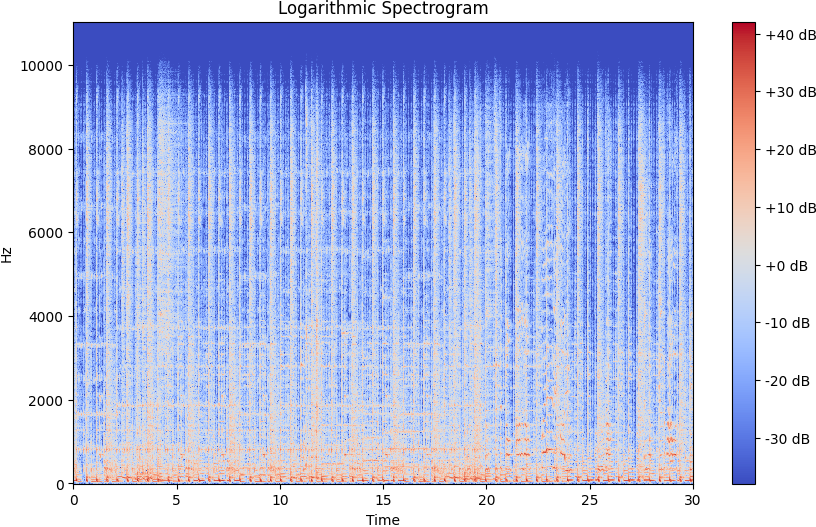 Logarithmic Spectrogram
Hz
10000
8000
6000
4000
2000
0
0 5 10 15 20 25 30
Time
+40 dB
+30 dB
+20 dB
+10 dB
+0 dB
-10 dB
-20 dB
-30 dB